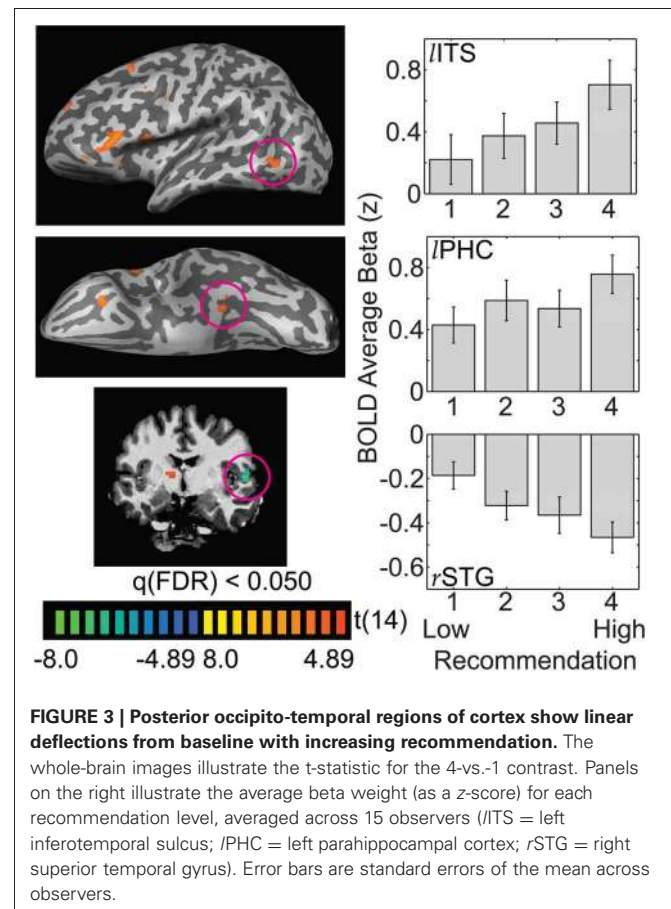 lITS
0.8
0.4
0
1 2 3 4
BOLD Average Beta (z)
lPHC
0.8
0.4
0
1 2 3 4
0
-0.2
-0.4
-0.6
rSTG
1 2 3 4
Low High
Recommendation
q(FDR) < 0.050
t(14)
-8.0 -4.89 8.0 4.89
FIGURE 3 | Posterior occipito-temporal regions of cortex show linear
deflections from baseline with increasing recommendation. The
whole-brain images illustrate the t-statistic for the 4-vs.-1 contrast. Panels
on the right illustrate the average beta weight (as a z-score) for each
recommendation level, averaged across 15 observers (lITS = left
inferotemporal sulcus; lPHC = left parahippocampal cortex; rSTG = right
superior temporal gyrus). Error bars are standard errors of the mean across
observers.